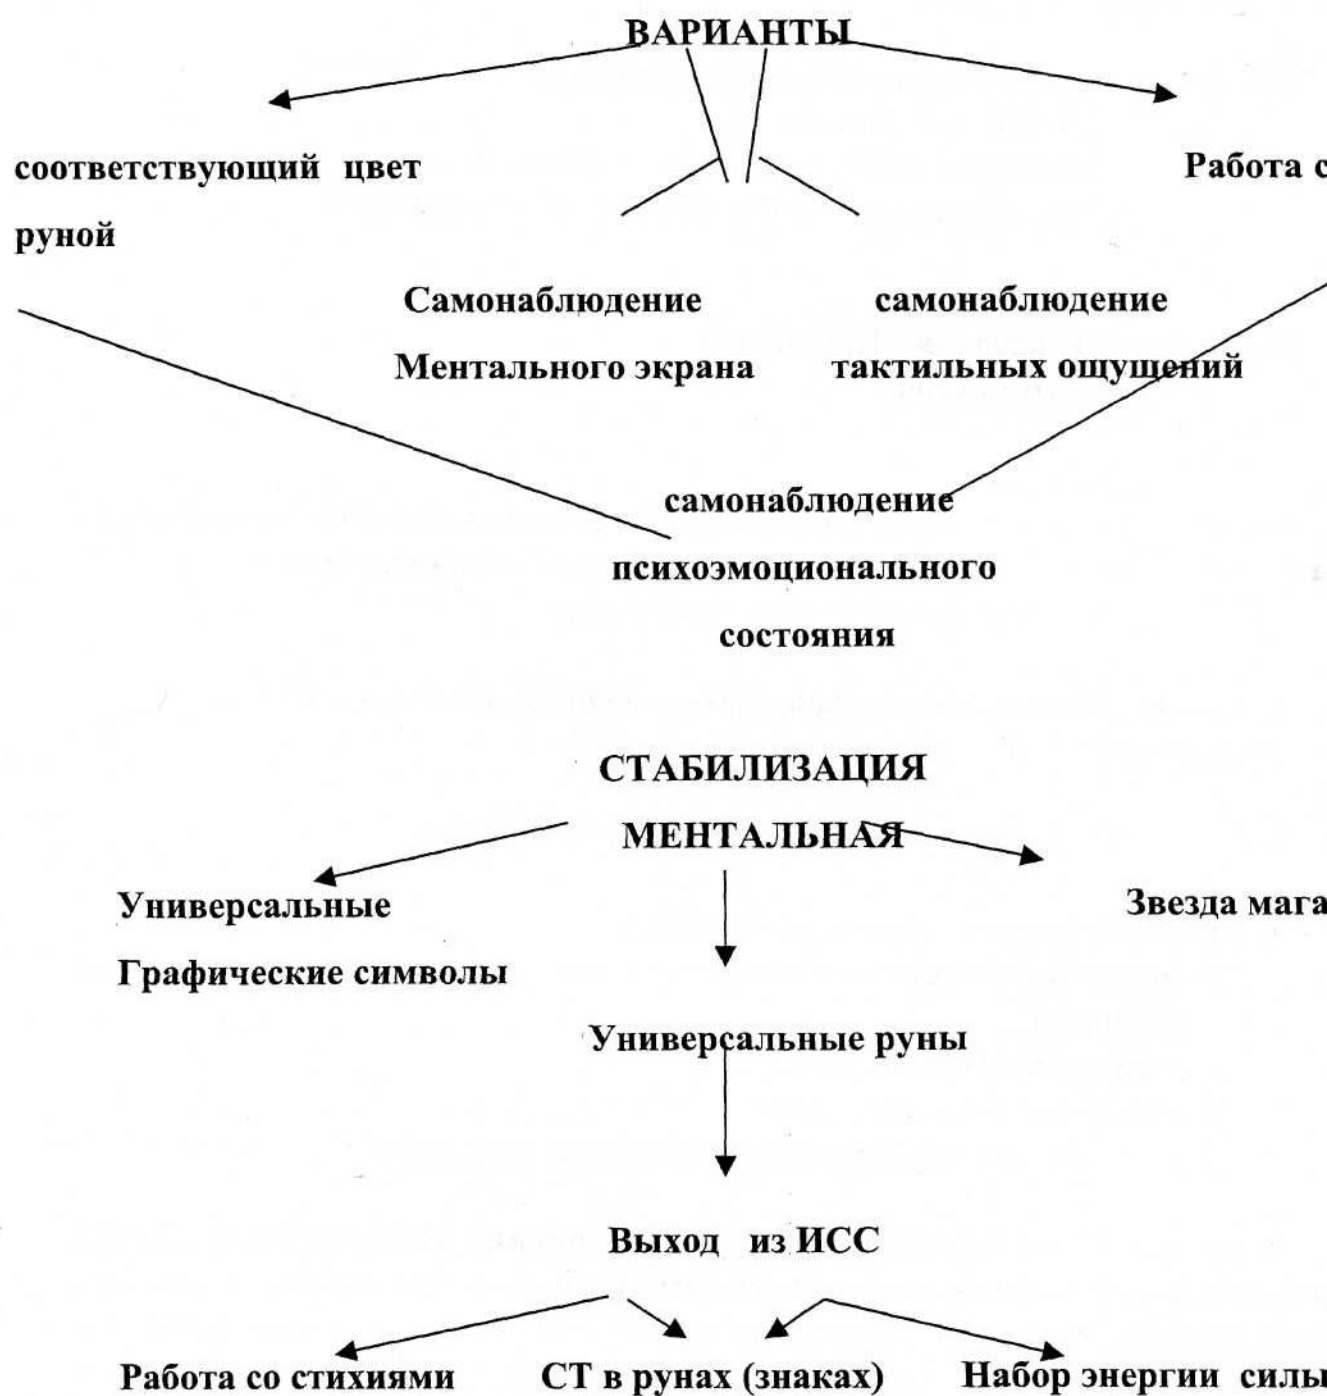 ВАРИАНТЫ
соответствующий цвет
Работа с
руной
Самонаблюдение
самонаблюдение
Ментального экрана
тактильных ощущений
самонаблюдение
психоэмоционального
состояния
СТАБИЛИЗАЦИЯ
МЕНТАЛЬНАЯ
Универсальные
Звезда мага
Графические символы
Универсальные руны
Выход из ИСС
Работа со стихиями
СТ в рунах (знаках)
Набор энергии силы